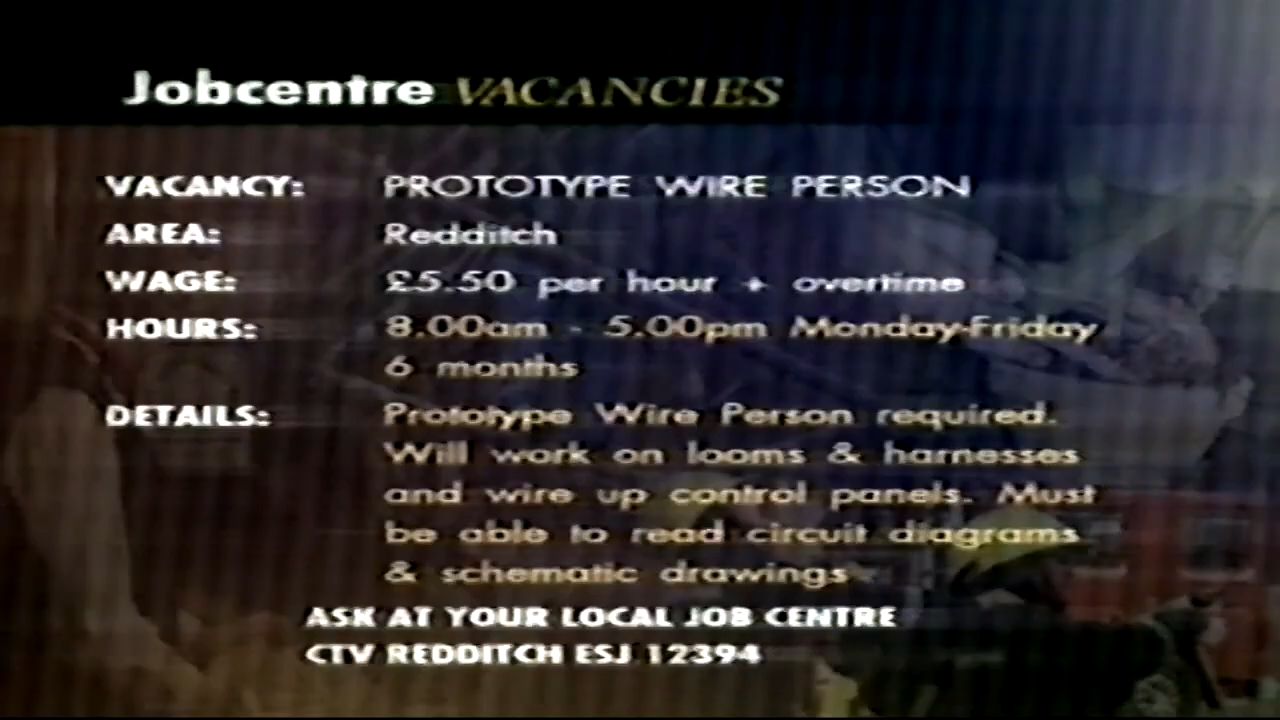 Jobcentre VACANCIES
VACANCY: PROTOTYPE WIRE PERSON
AREA: Redditch
WAGE: £5.50 per hour + overtime
HOURS: 8.00am - 5.00pm Monday-Friday
6 months
DETAILS: Prototype Wire Person required.
Will work on looms & harnesses
and wire up control panels. Must
be able to read circuit diagrams
& schematic drawings
ASK AT YOUR LOCAL JOB CENTRE
CTV REDDITCH ESJ 12394